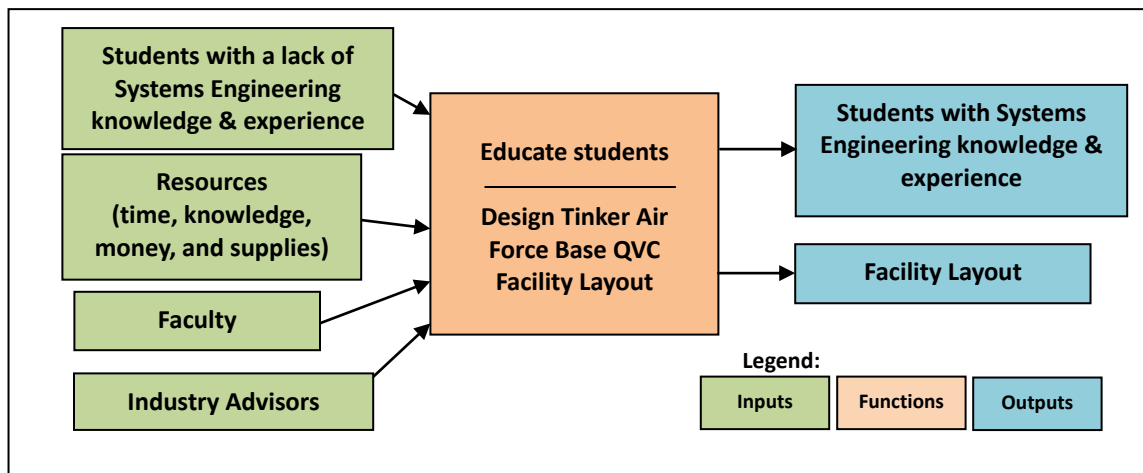 Students with a lack of
Systems Engineering
knowledge & experience
Resources
(time, knowledge,
money, and supplies)
Faculty
Industry Advisors
Educate students
Design Tinker Air
Force Base QVC
Facility Layout
Students with Systems
Engineering knowledge &
experience
Facility Layout
Legend:
Inputs
Functions
Outputs